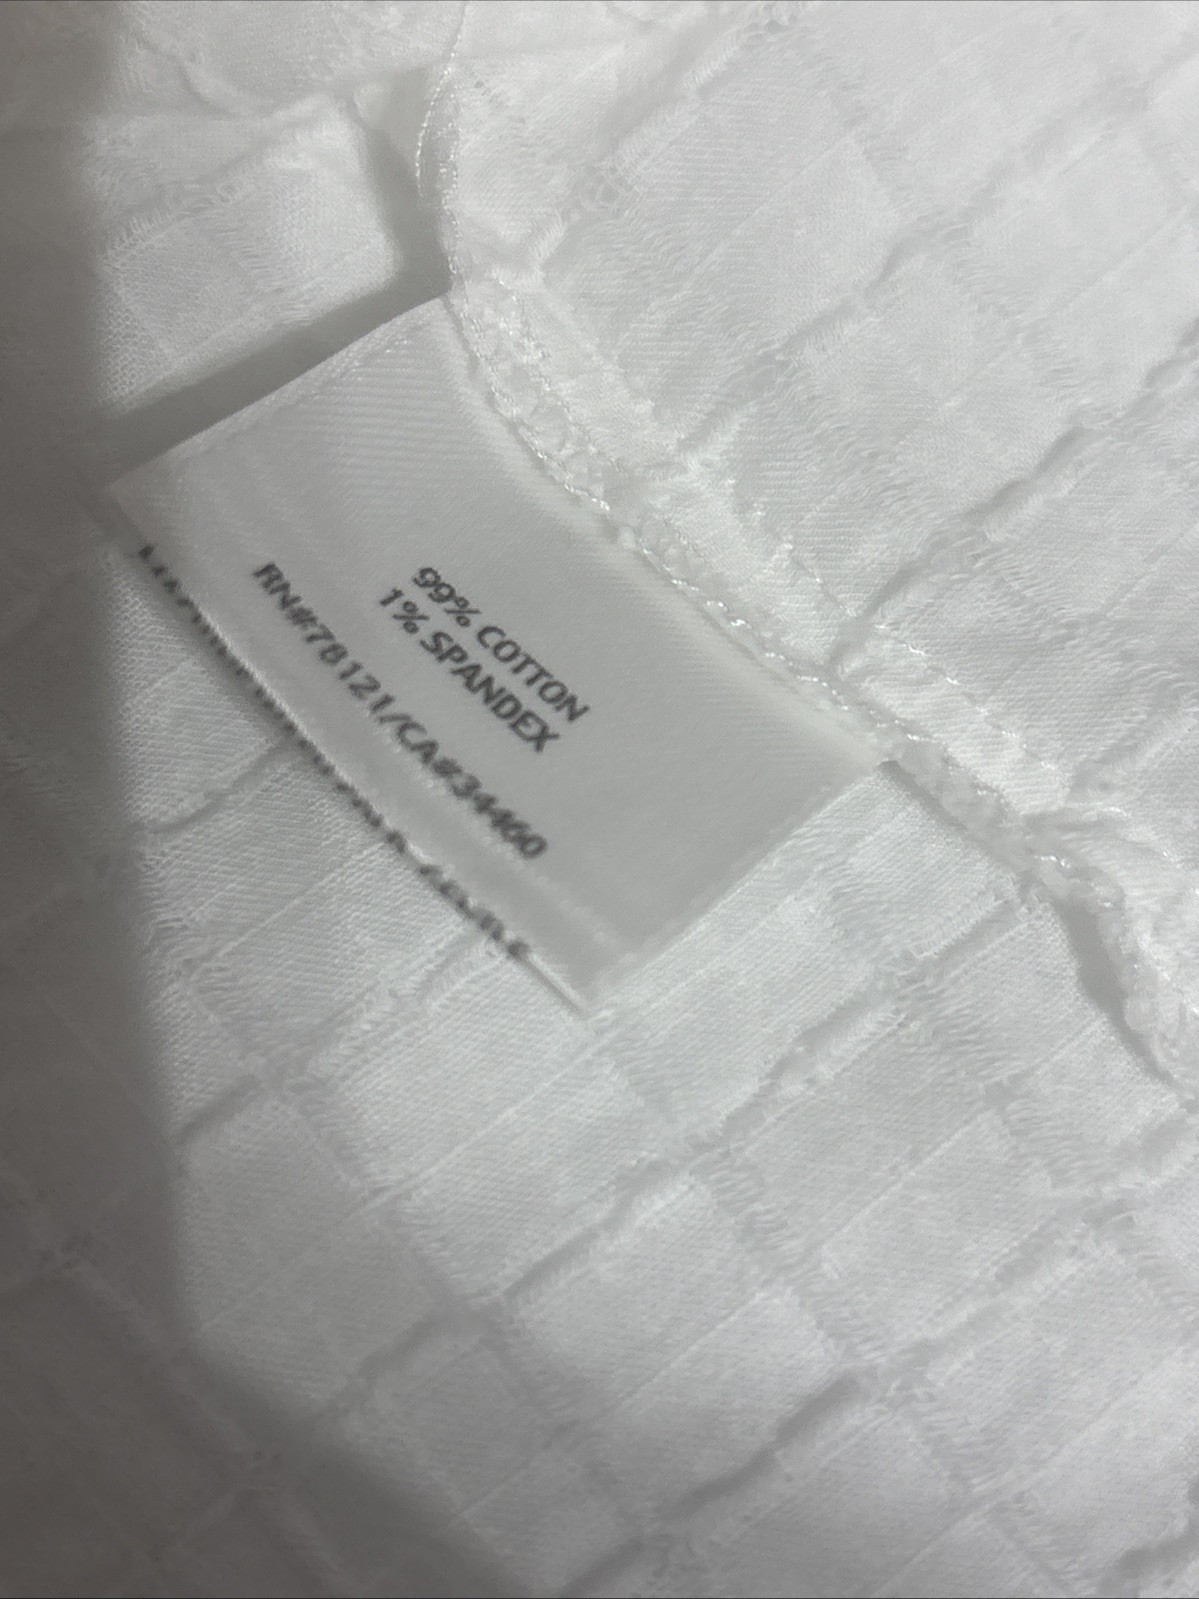 99% COTTON
1% SPANDEX
RN#78121/CA#34460